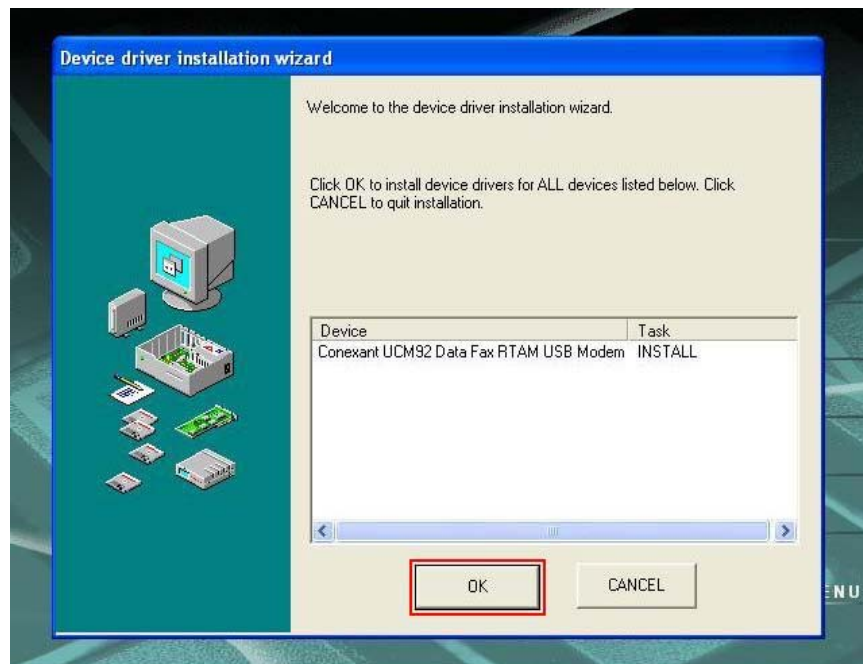 Device driver installation wizard
Welcome to the device driver installation wizard.
Click OK to install device drivers for ALL devices listed below. Click
CANCEL to quit installation.
Device Task
Conexant UCM92 Data Fax RTAM USB Modem INSTALL
OK CANCEL
ENU